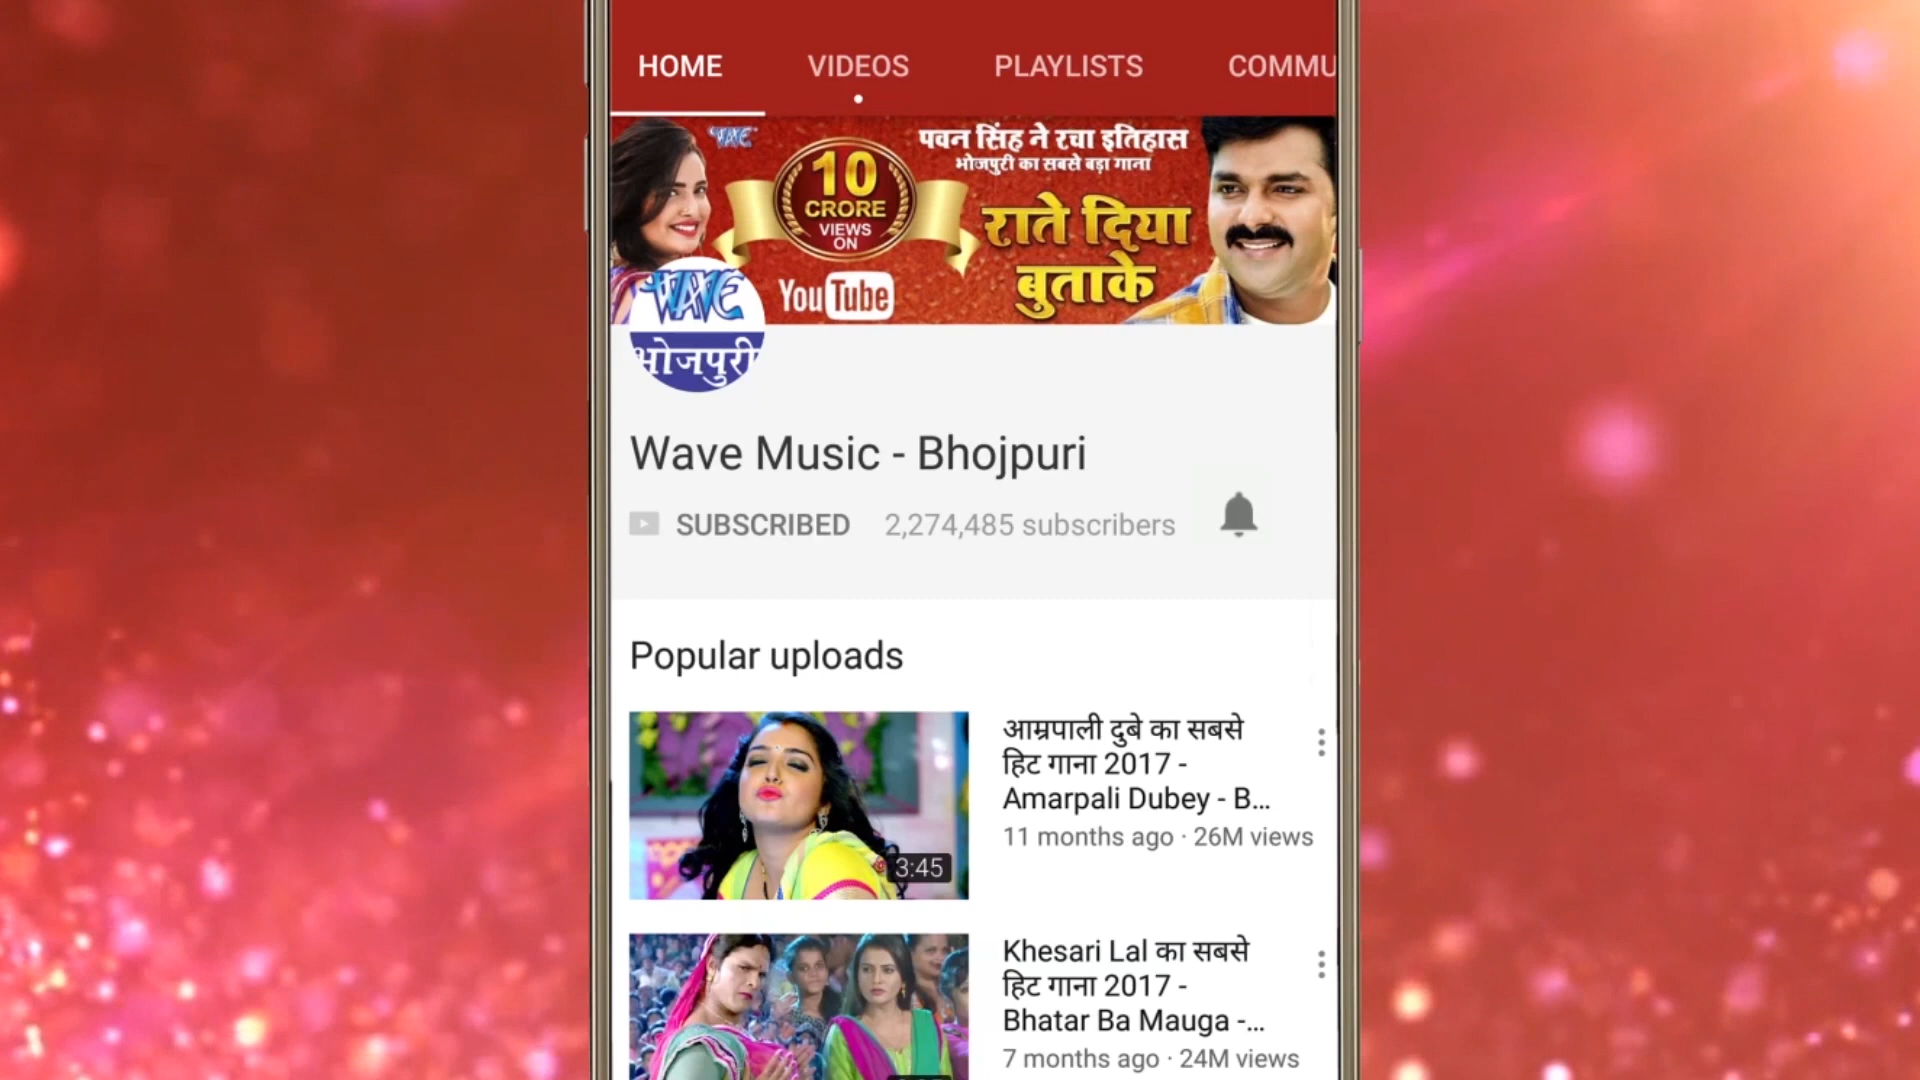 HOME VIDEOS PLAYLISTS COMMU
WAVE
पवन सिंह ने रचा इतिहास
भोजपुरी का सबसे बड़ा गाना
10
CRORE
VIEWS
ON
YouTube
राते दिया
बुताके
WAVE
भोजपुरी
Wave Music - Bhojpuri
SUBSCRIBED 2,274,485 subscribers
Popular uploads
3:45
आम्रपाली दुबे का सबसे
हिट गाना 2017 -
Amarpali Dubey - B...
11 months ago · 26M views
Khesari Lal का सबसे
हिट गाना 2017 -
Bhatar Ba Mauga -...
7 months ago · 24M views